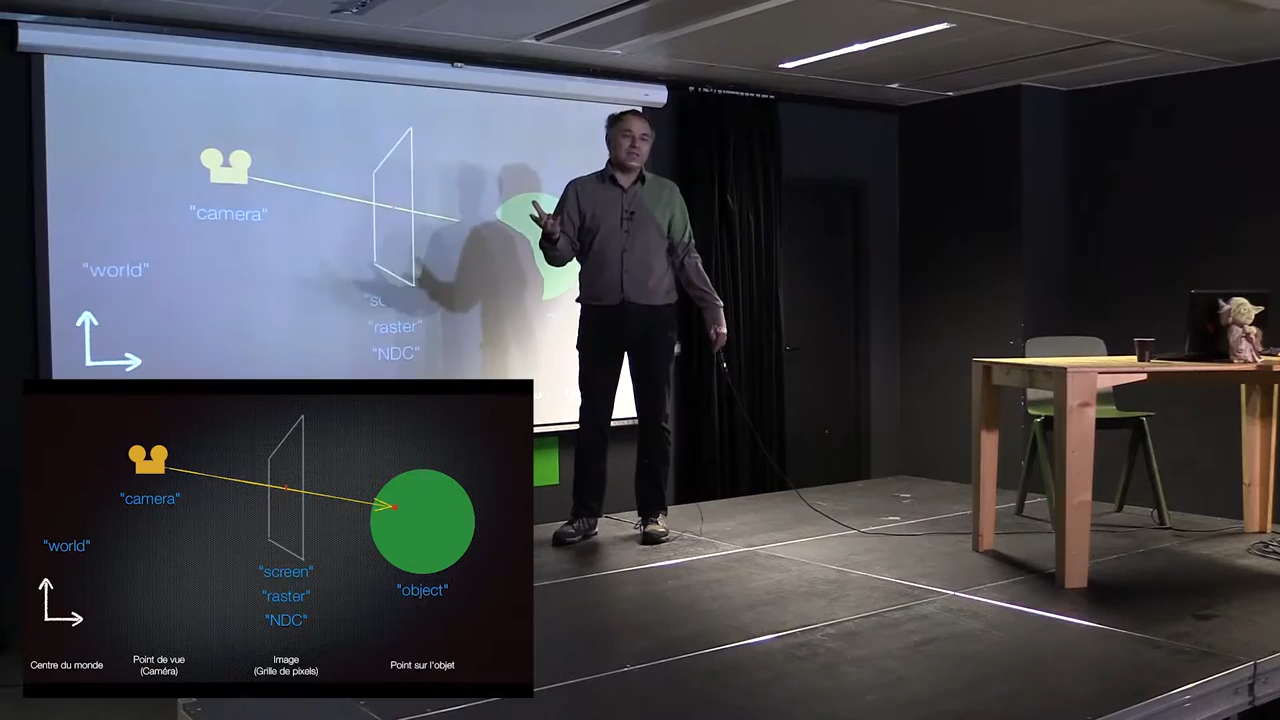 "camera"
"world"
"sc
"raster"
"NDC"
"camera"
"world"
"screen"
"raster"
"NDC"
"object"
Centre du monde
Point de vue
(Caméra)
Image
(Grille de pixels)
Point sur l'objet